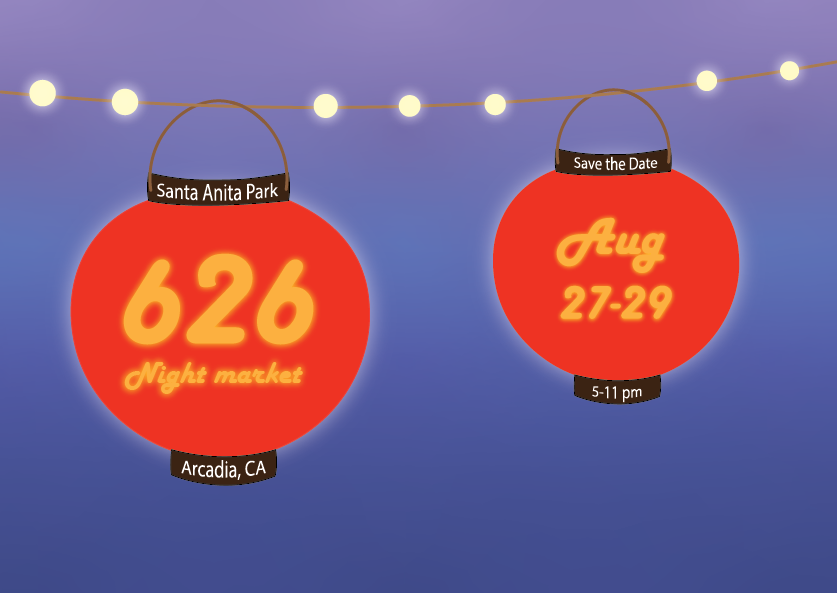 Santa Anita Park
626
Night market
Arcadia, CA
Save the Date
Aug
27-29
5-11 pm